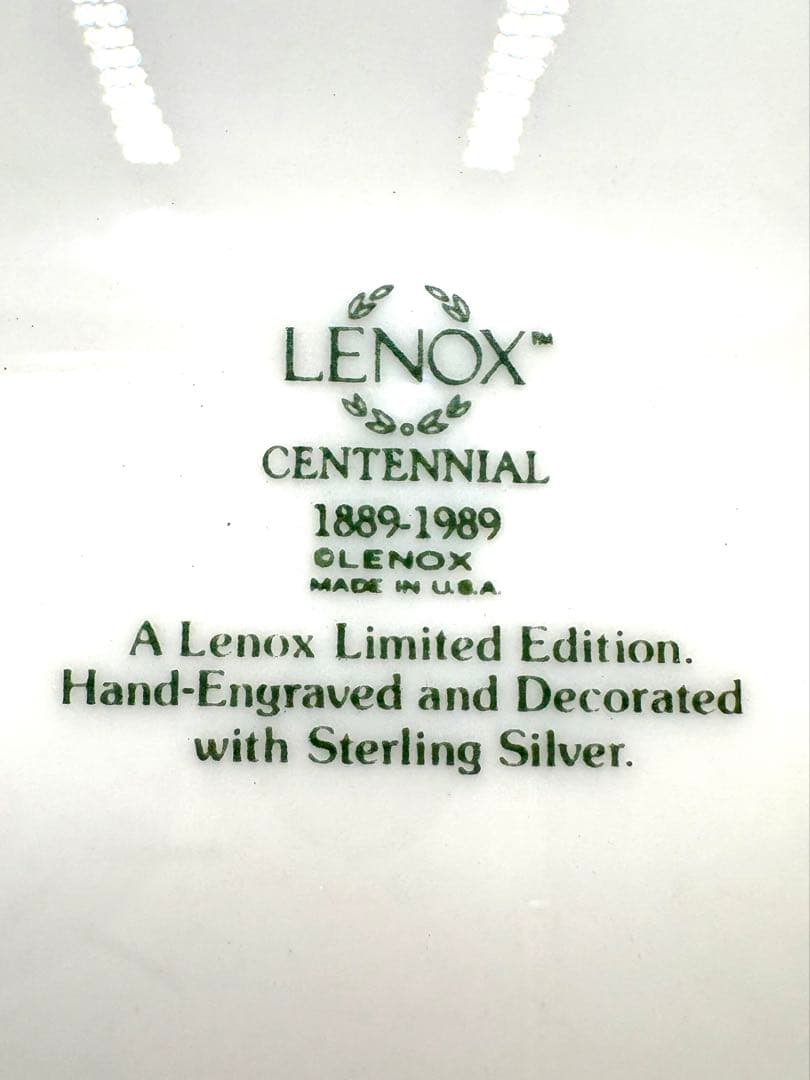 LENOX™
CENTENNIAL
1889-1989
©LENOX
MADE IN U.S.A.
A Lenox Limited Edition.
Hand-Engraved and Decorated
with Sterling Silver.